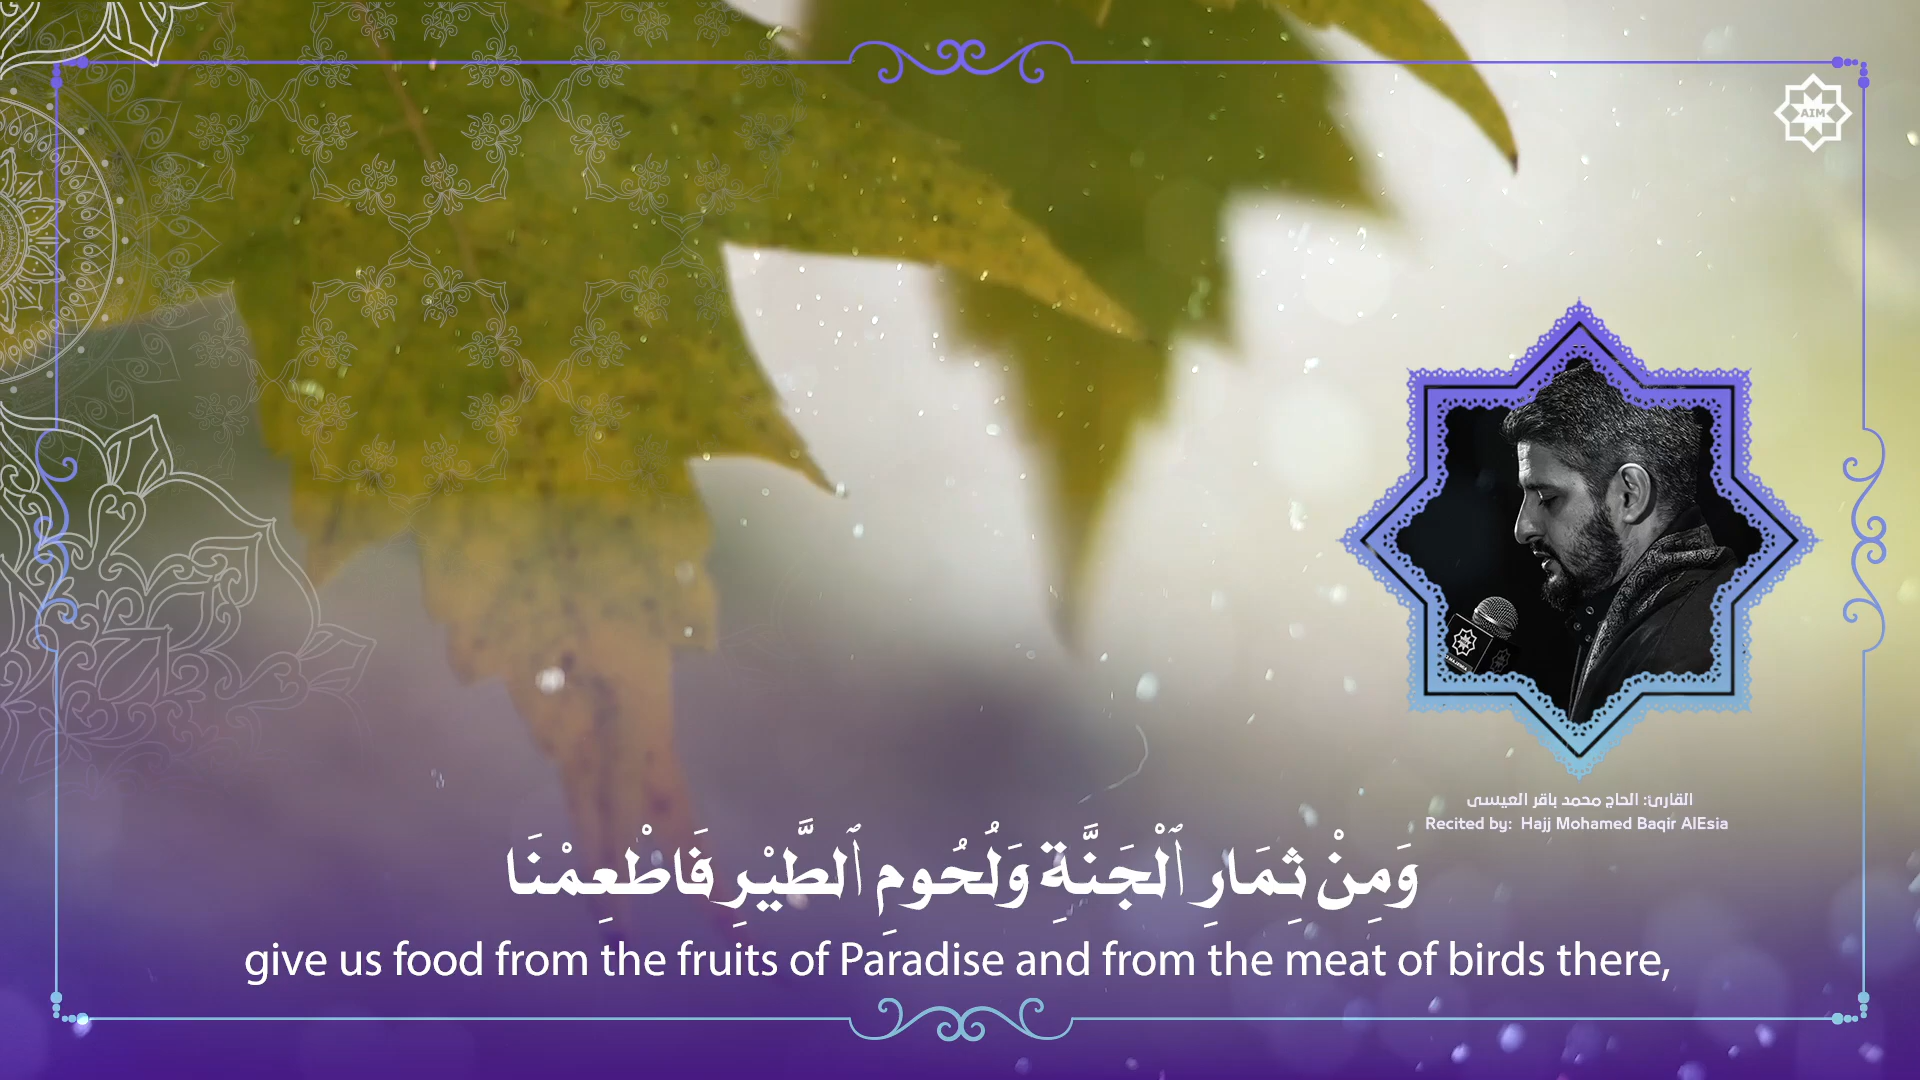 AIM
القارئ: الحاج محمد باقر العيسى
Recited by: Hajj Mohamed Baqir AlEsia
وَمِنْ ثِمَارِ ٱلْجَنَّةِ وَلُحُومِ ٱلطَّيْرِ فَاطْعِمْنَا
give us food from the fruits of Paradise and from the meat of birds there,